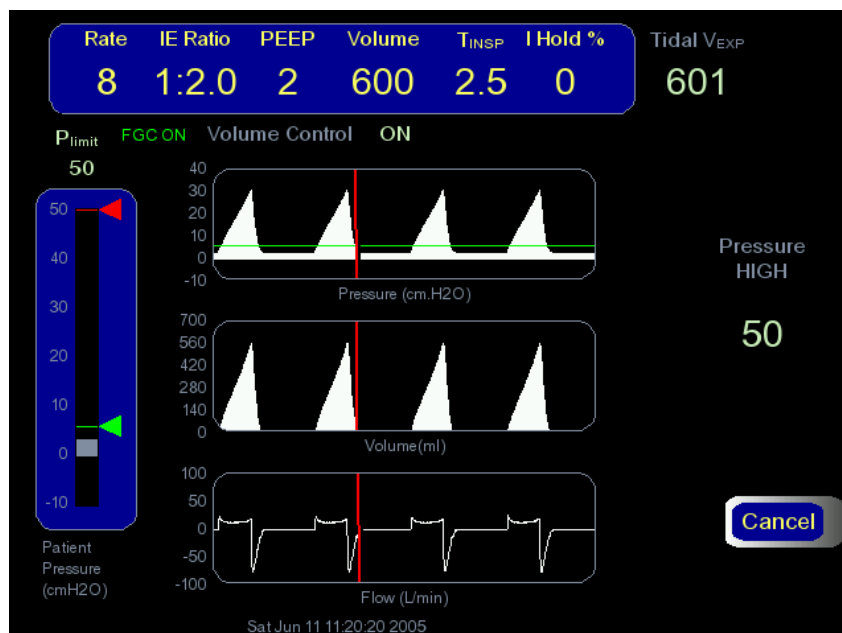 Rate IE Ratio PEEP Volume TINSP I Hold % Tidal VEXP
8 1:2.0 2 600 2.5 0 601
Plimit FGC ON Volume Control ON
50
50
40
30
20
10
0
-10
Patient
Pressure
(cmH2O)
40
30
20
10
0
-10
Pressure (cm.H2O)
700
560
420
280
140
0
Volume(ml)
100
50
0
-50
-100
Flow (L/min)
Pressure
HIGH
50
Cancel
Sat Jun 11 11:20:20 2005